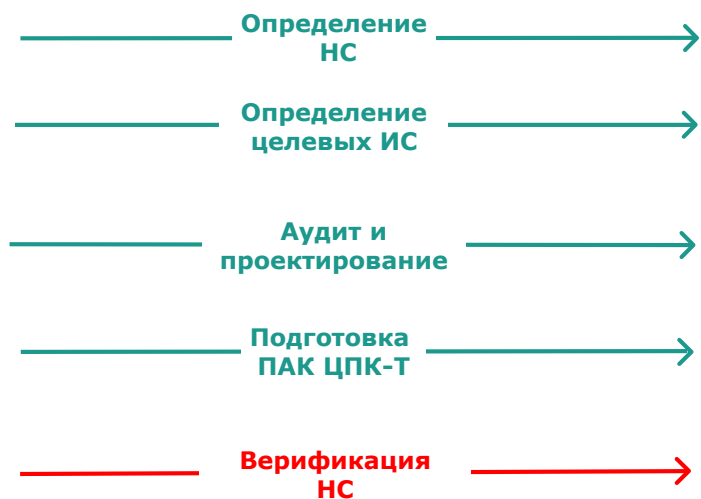 Определение
НС
Определение
целевых ИС
Аудит и
проектирование
Подготовка
ПАК ЦПК-Т
Верификация
НС